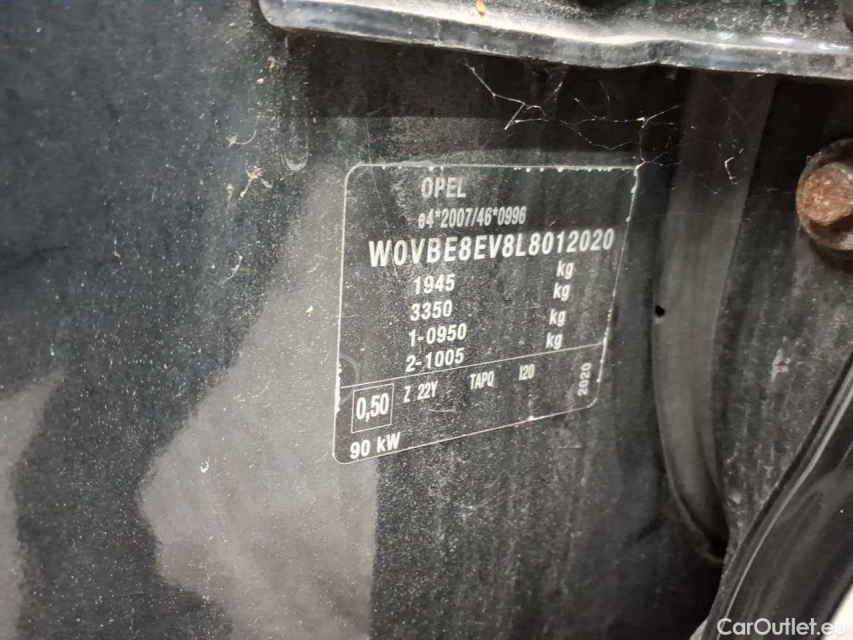 OPEL
e4*2007/46*0996
W0VBE8EV8L8012020
1945 kg
3350 kg
1-0950 kg
2-1005 kg
0,50 Z 22Y TAPQ I20 2020
90 kW
CarOutlet.eu